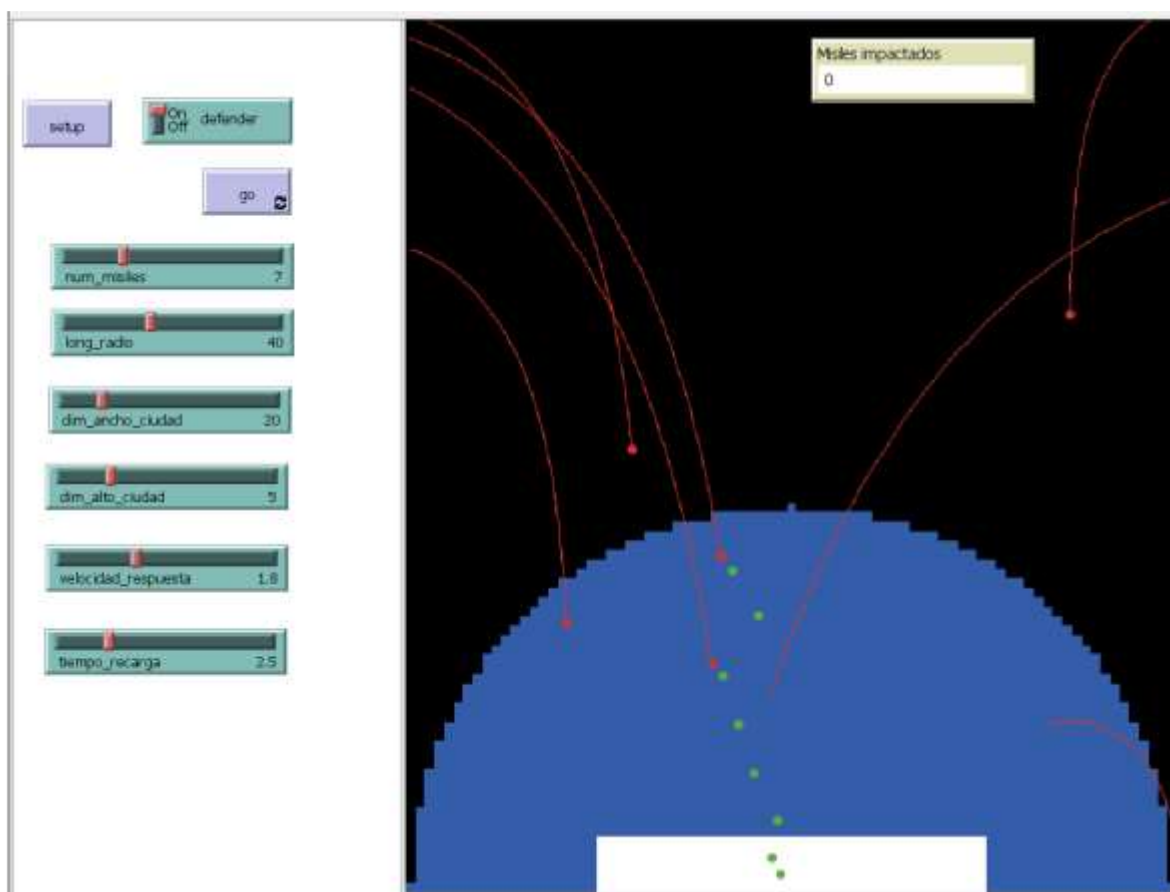 Misles impactados
0
setup
On
Off
defender
go
num_misiles 7
long_radio 40
dim_ancho_ciudad 20
dim_alto_ciudad 5
velocidad_respuesta 1.8
tiempo_recarga 2.5